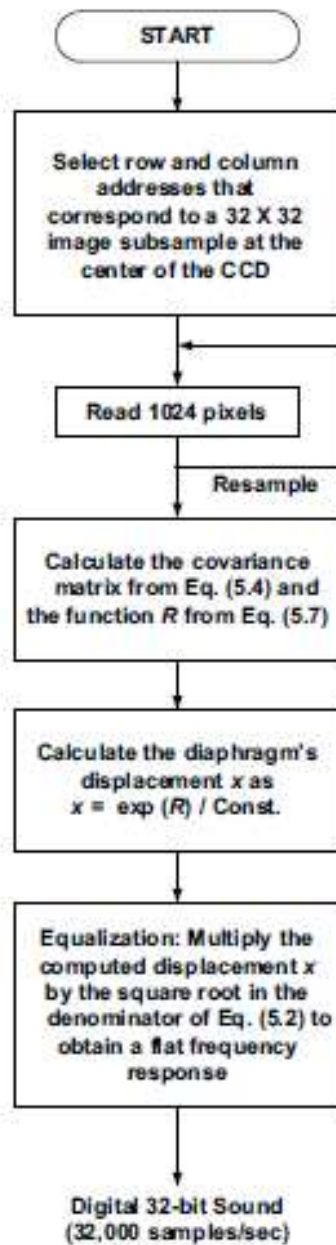 START
Select row and column
addresses that
correspond to a 32 X 32
image subsample at the
center of the CCD
Read 1024 pixels
Resample
Calculate the covariance
matrix from Eq. (5.4) and
the function R from Eq. (5.7)
Calculate the diaphragm's
displacement x as
x = exp (R) / Const.
Equalization: Multiply the
computed displacement x
by the square root in the
denominator of Eq. (5.2) to
obtain a flat frequency
response
Digital 32-bit Sound
(32,000 samples/sec)